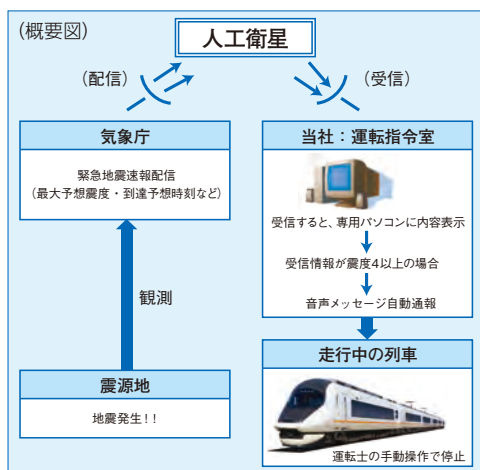 (概要図)
人工衛星
(配信)
(受信)
気象庁
緊急地震速報配信
(最大予想震度・到達予想時刻など)
観測
震源地
地震発生!!
当社：運転指令室
受信すると、専用パソコンに内容表示
受信情報が震度4以上の場合
音声メッセージ自動通報
走行中の列車
運転士の手動操作で停止